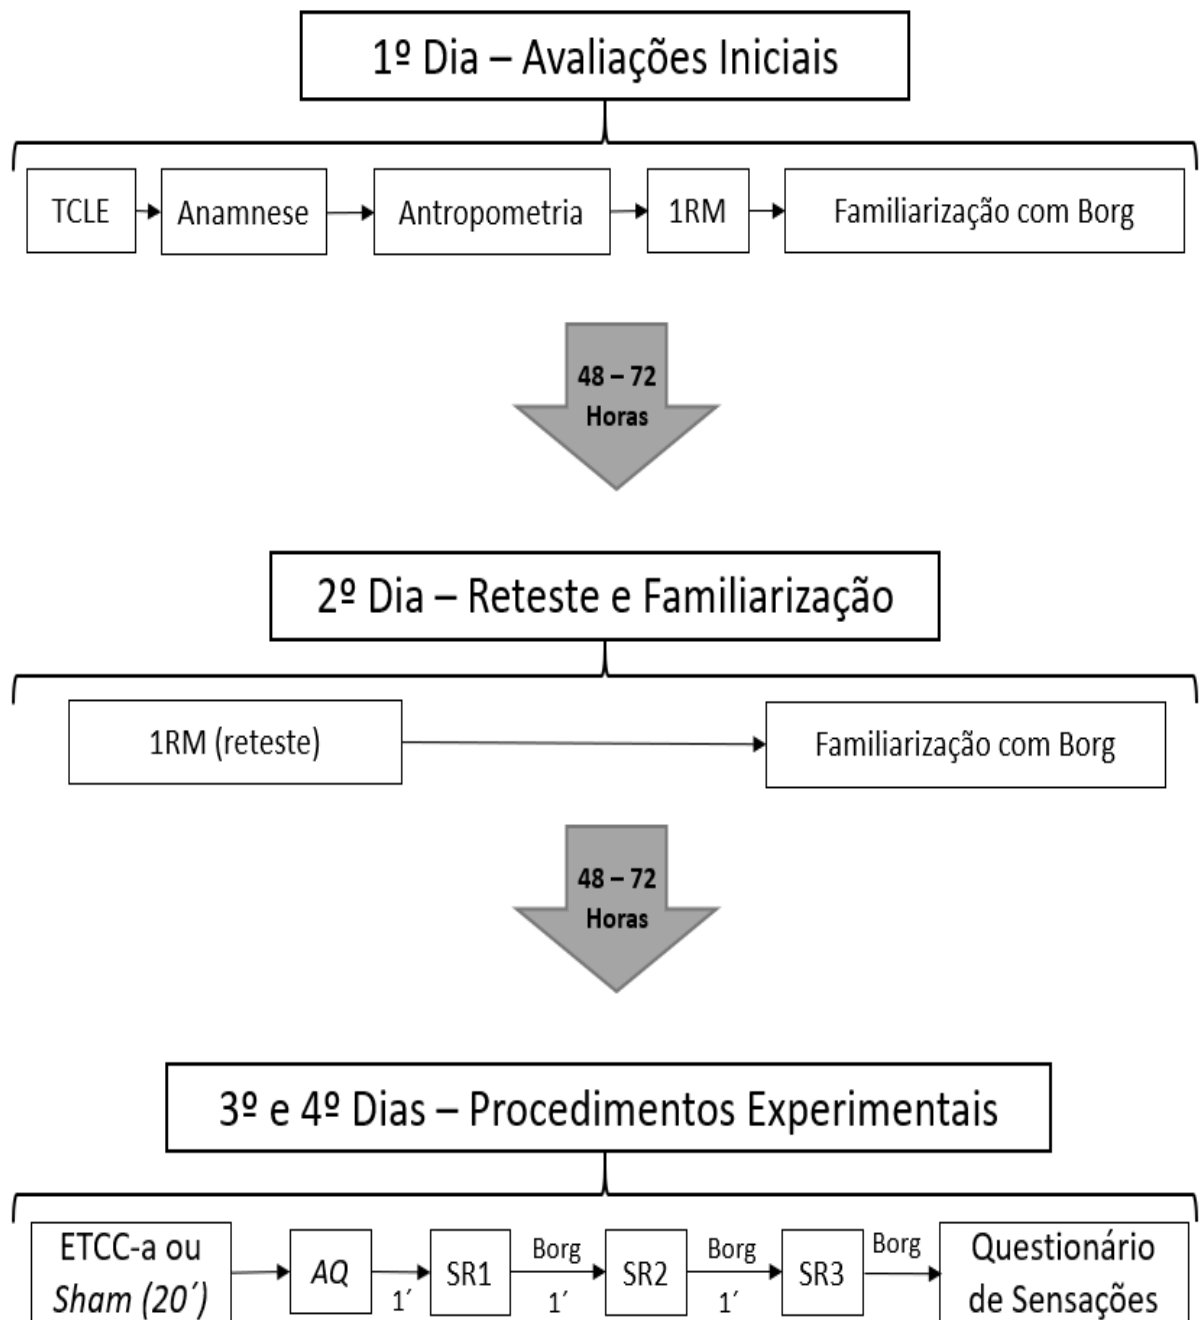 1º Dia – Avaliações Iniciais
TCLE
Anamnese
Antropometria
1RM
Familiarização com Borg
48 – 72
Horas
2º Dia – Reteste e Familiarização
1RM (reteste)
Familiarização com Borg
48 – 72
Horas
3º e 4º Dias – Procedimentos Experimentais
ETCC-a ou
Sham (20´)
AQ
1´
SR1
Borg
1´
SR2
Borg
1´
SR3
Borg
Questionário
de Sensações